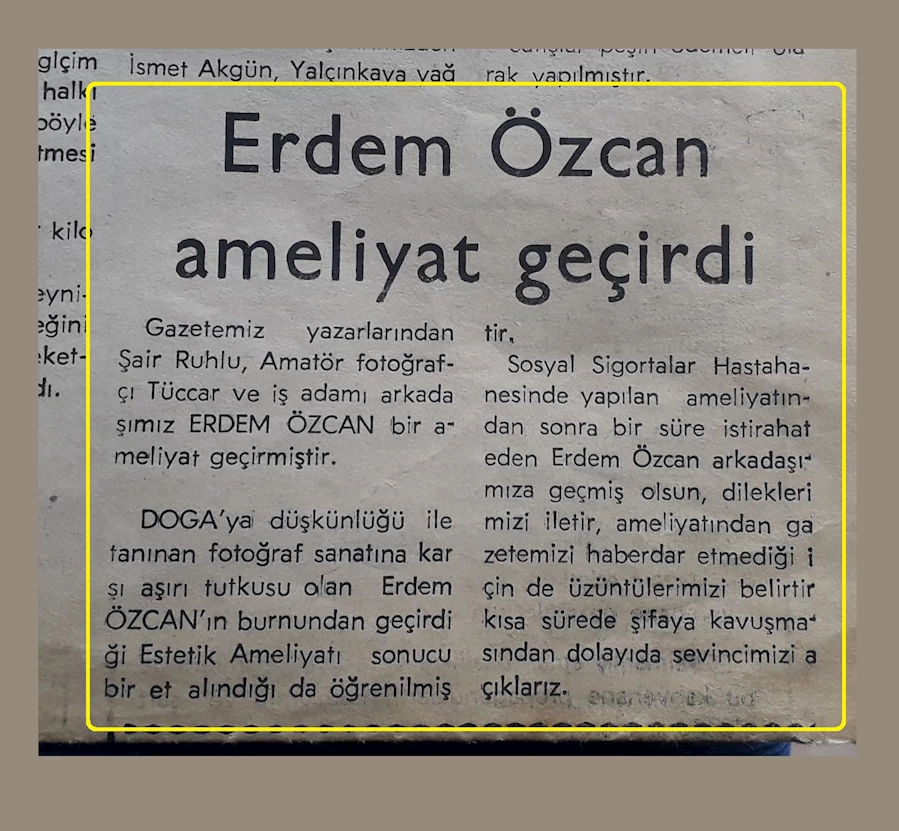 glçim
halkı
böyle
tmesi
kilo
eyni-
eğini
eket-
dı.
İsmet Akgün, Yalçınkaya yağ
rak yapılmıştır.
Erdem Özcan
ameliyat geçirdi
Gazetemiz yazarlarından
Şair Ruhlu, Amatör fotoğraf-
çı Tüccar ve iş adamı arkada
şımız ERDEM ÖZCAN bir a-
meliyat geçirmiştir.
DOGA'ya düşkünlüğü ile
tanınan fotoğraf sanatına kar
şı aşırı tutkusu olan Erdem
ÖZCAN'ın burnundan geçirdi
ği Estetik Ameliyatı sonucu
bir et alındığı da öğrenilmiş
tir.
Sosyal Sigortalar Hastaha-
nesinde yapılan ameliyatın-
dan sonra bir süre istirahat
eden Erdem Özcan arkadaşı-
mıza geçmiş olsun, dilekleri
mizi iletir, ameliyatından ga
zetemizi haberdar etmediği i
çin de üzüntülerimizi belirtir
kısa sürede şifaya kavuşma-
sından dolayıda sevincimizi a
çıklarız.